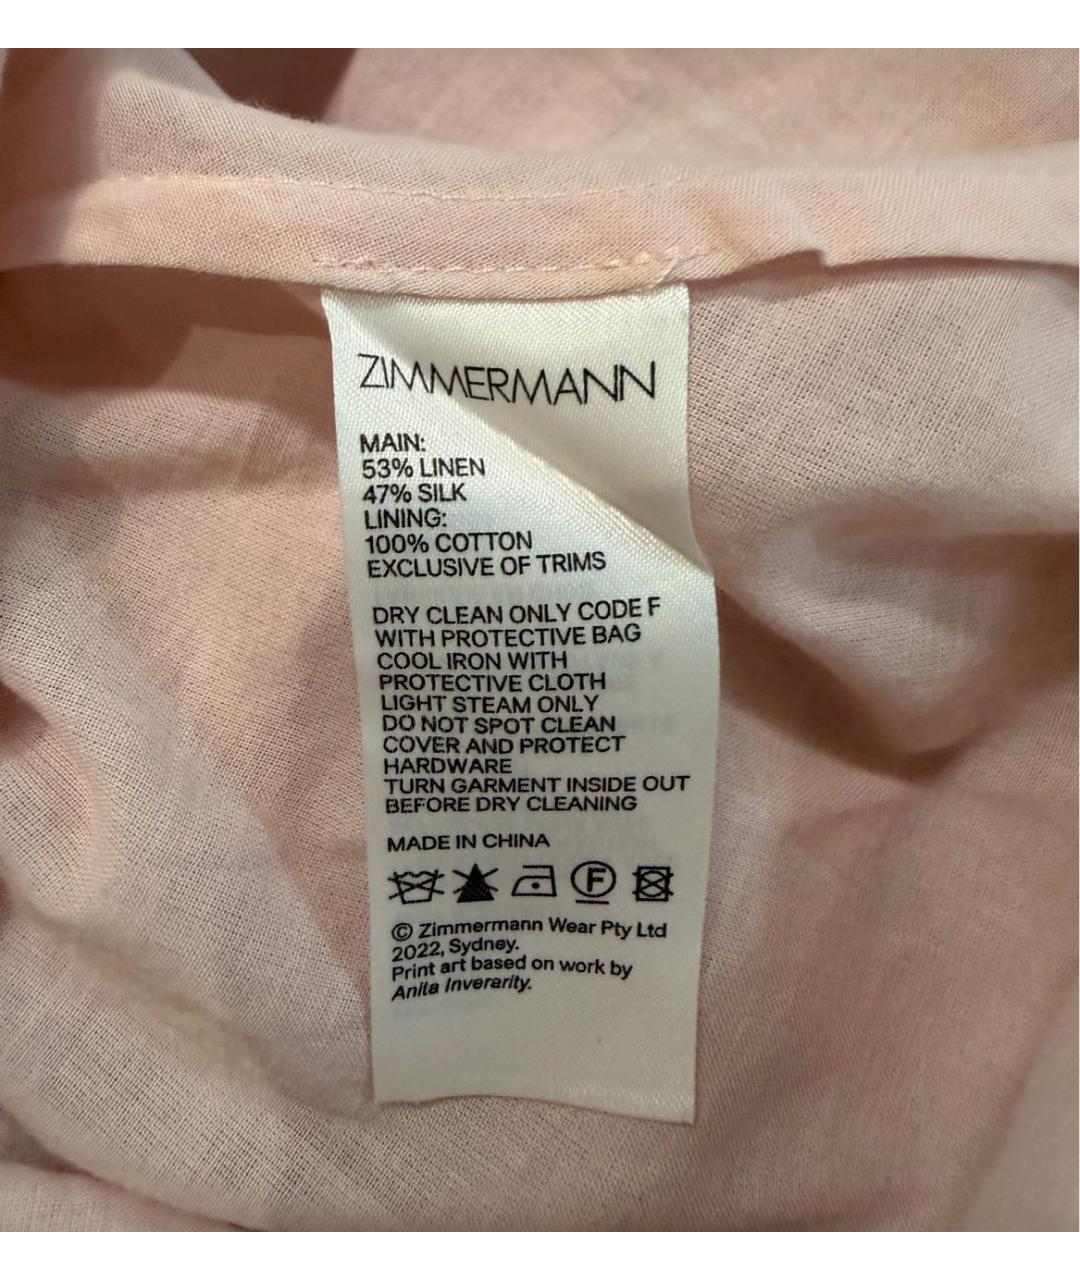 ZIMMERMANN
MAIN:
53% LINEN
47% SILK
LINING:
100% COTTON
EXCLUSIVE OF TRIMS
DRY CLEAN ONLY CODE F
WITH PROTECTIVE BAG
COOL IRON WITH
PROTECTIVE CLOTH
LIGHT STEAM ONLY
DO NOT SPOT CLEAN
COVER AND PROTECT
HARDWARE
TURN GARMENT INSIDE OUT
BEFORE DRY CLEANING
MADE IN CHINA
F
© Zimmermann Wear Pty Ltd
2022, Sydney.
Print art based on work by
Anita Inverarity.